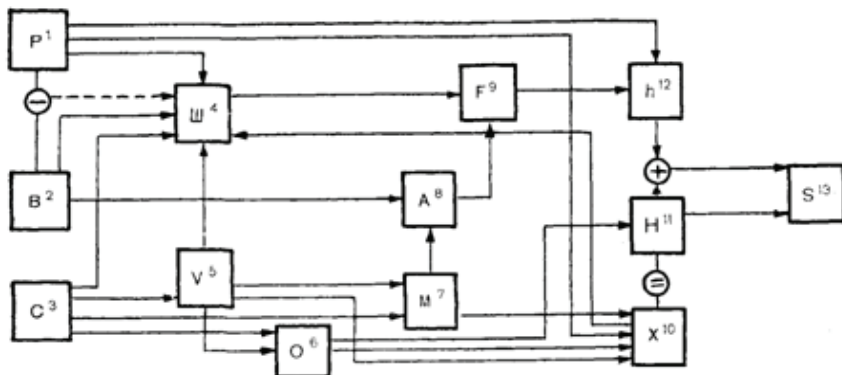 P¹
h¹²
F⁹
Ш⁴
−
B²
A⁸
+
S¹³
H¹¹
V⁵
M⁷
=
C³
O⁶
X¹⁰